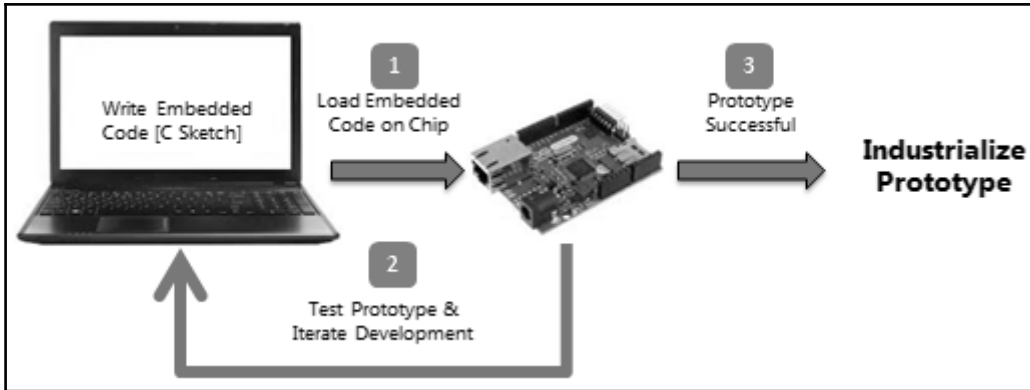 Write Embedded
Code [C Sketch]
1
Load Embedded
Code on Chip
3
Prototype
Successful
Industrialize
Prototype
2
Test Prototype &
Iterate Development